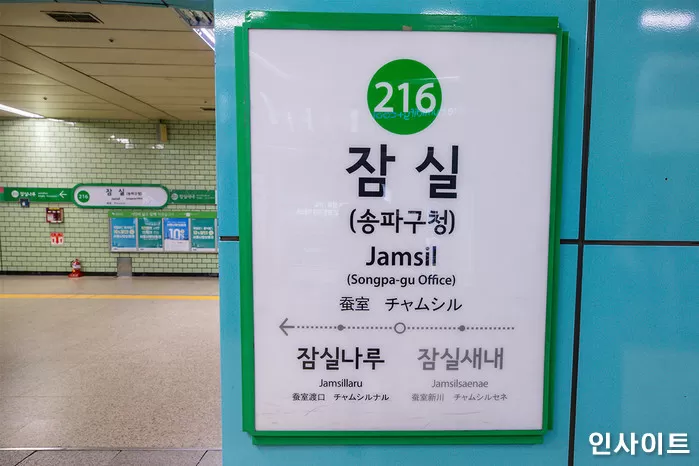 216
잠실
(송파구청)
Jamsil
(Songpa-gu Office)
蚕室 チャムシル
잠실나루 잠실새내
Jamsillaru Jamsilsaenae
蚕室渡口 チャムシルナル 蚕室新川 チャムシルセネ
216
잠실
인사이트